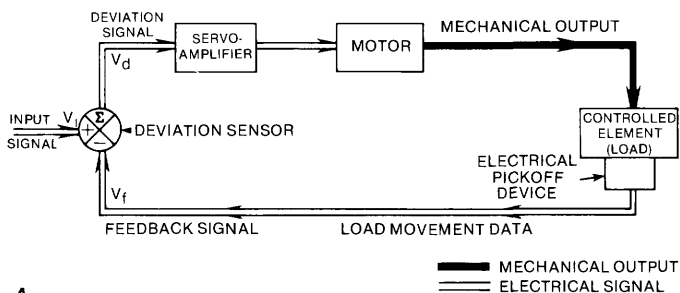 DEVIATION
SIGNAL
MECHANICAL OUTPUT
SERVO-
AMPLIFIER
MOTOR
Vd
INPUT
SIGNAL
Vi
Σ
+
−
DEVIATION SENSOR
CONTROLLED
ELEMENT
(LOAD)
ELECTRICAL
PICKOFF
DEVICE
Vf
FEEDBACK SIGNAL
LOAD MOVEMENT DATA
MECHANICAL OUTPUT
ELECTRICAL SIGNAL